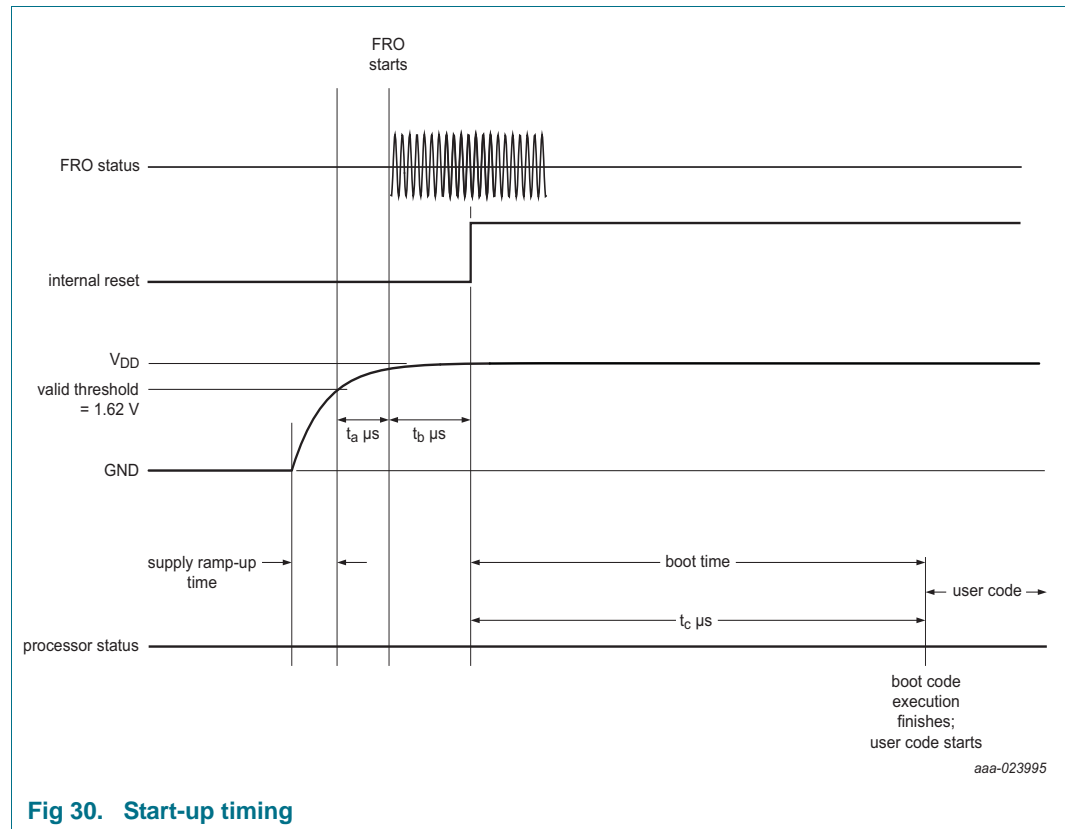 FRO
starts
FRO status
internal reset
VDD
valid threshold
= 1.62 V
ta μs
tb μs
GND
supply ramp-up
time
boot time
user code
tc μs
processor status
boot code
execution
finishes;
user code starts
aaa-023995
Fig 30. Start-up timing